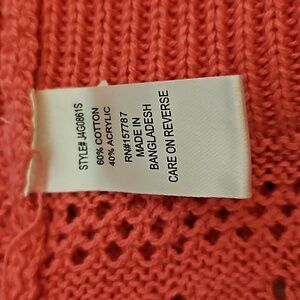 STYLE# J4G0861S
60% COTTON
40% ACRYLIC
RN#157787
MADE IN
BANGLADESH
CARE ON REVERSE